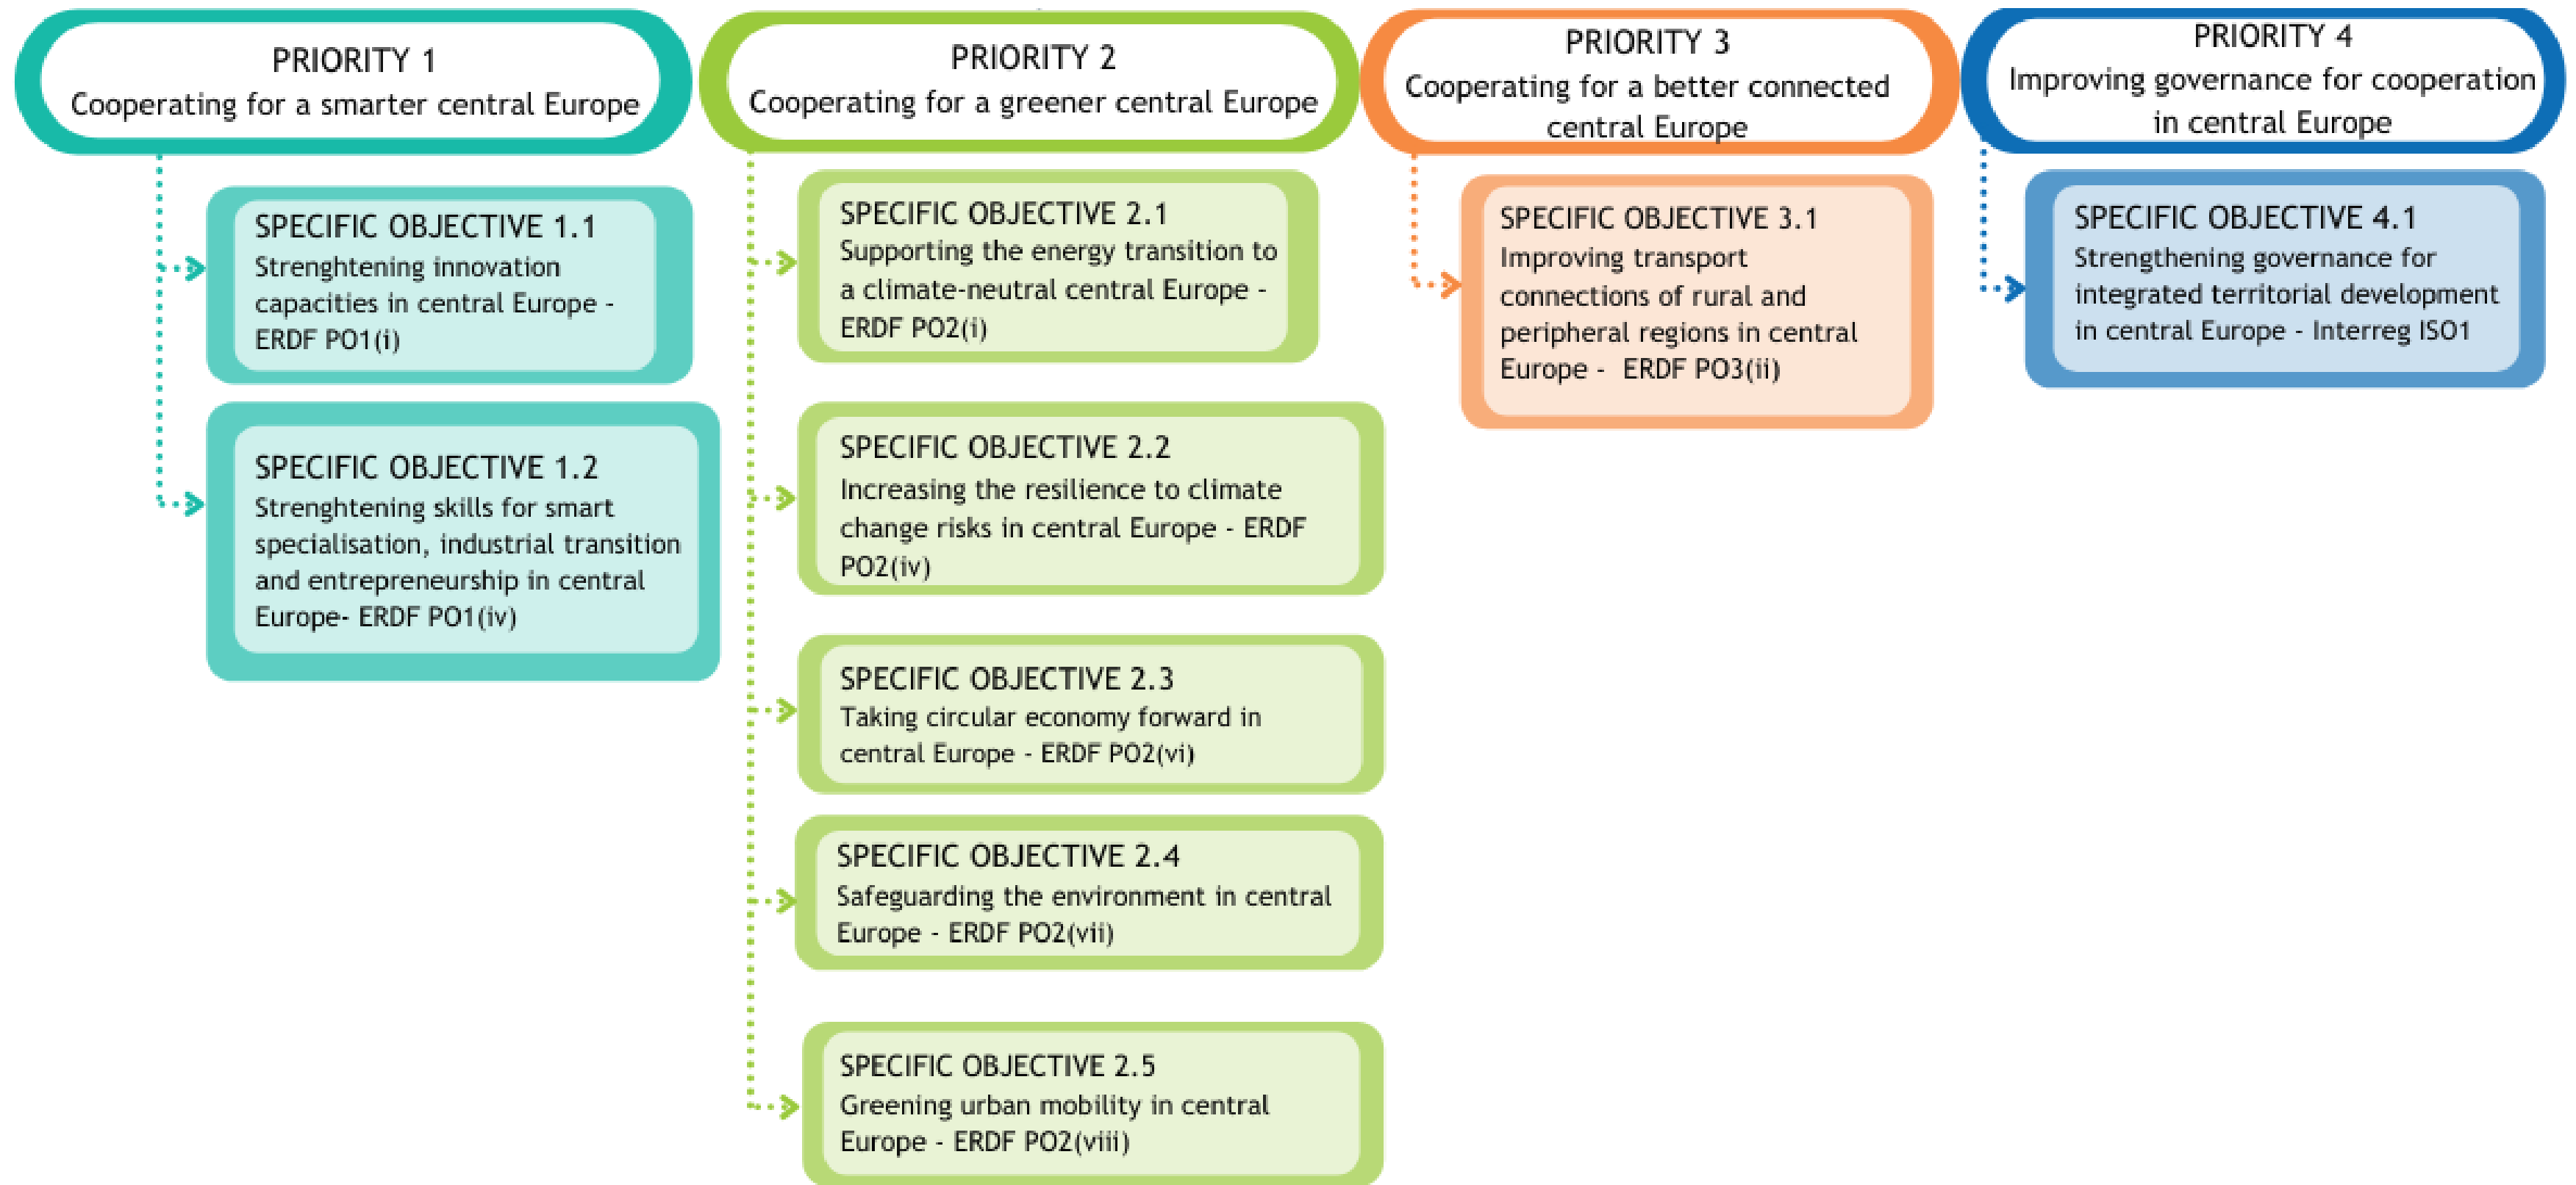 PRIORITY 1
Cooperating for a smarter central Europe
SPECIFIC OBJECTIVE 1.1
Strenghtening innovation
capacities in central Europe -
ERDF PO1(i)
SPECIFIC OBJECTIVE 1.2
Strenghtening skills for smart
specialisation, industrial transition
and entrepreneurship in central
Europe- ERDF PO1(iv)
PRIORITY 2
Cooperating for a greener central Europe
SPECIFIC OBJECTIVE 2.1
Supporting the energy transition to
a climate-neutral central Europe -
ERDF PO2(i)
SPECIFIC OBJECTIVE 2.2
Increasing the resilience to climate
change risks in central Europe - ERDF
PO2(iv)
SPECIFIC OBJECTIVE 2.3
Taking circular economy forward in
central Europe - ERDF PO2(vi)
SPECIFIC OBJECTIVE 2.4
Safeguarding the environment in central
Europe - ERDF PO2(vii)
SPECIFIC OBJECTIVE 2.5
Greening urban mobility in central
Europe - ERDF PO2(viii)
PRIORITY 3
Cooperating for a better connected
central Europe
SPECIFIC OBJECTIVE 3.1
Improving transport
connections of rural and
peripheral regions in central
Europe - ERDF PO3(ii)
PRIORITY 4
Improving governance for cooperation
in central Europe
SPECIFIC OBJECTIVE 4.1
Strengthening governance for
integrated territorial development
in central Europe - Interreg ISO1